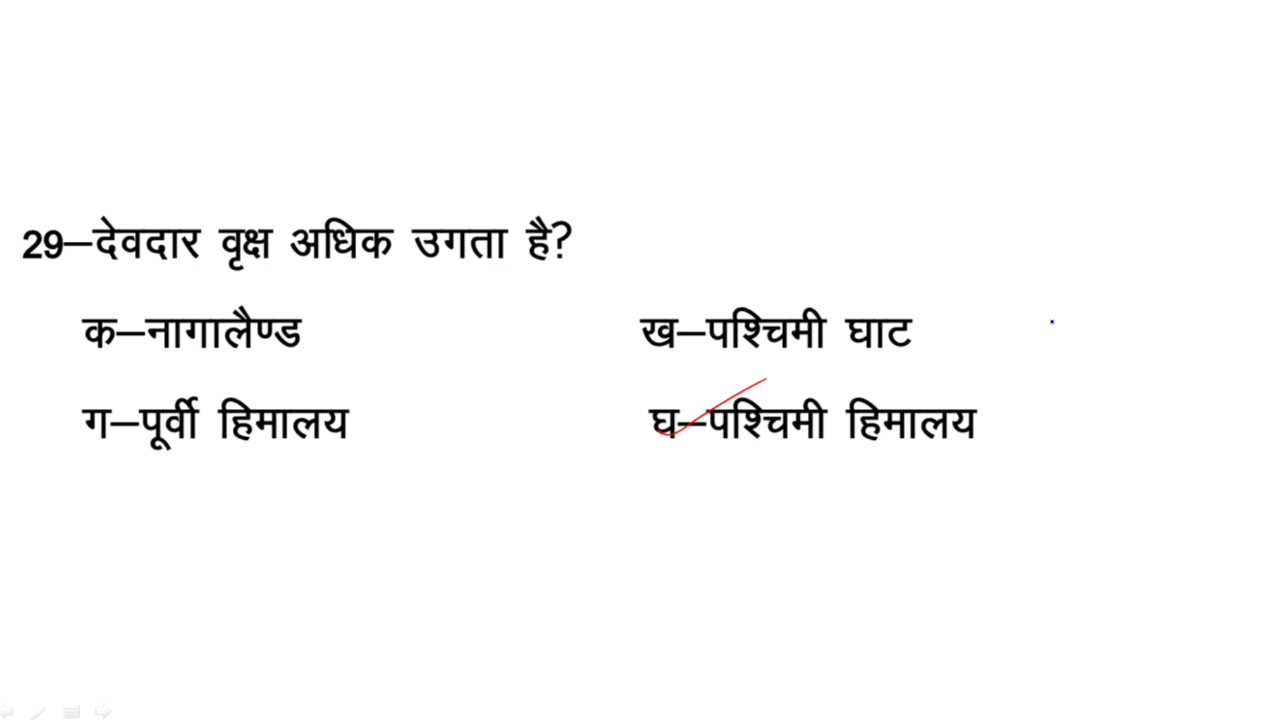 29–देवदार वृक्ष अधिक उगता है?
क–नागालैण्ड ख–पश्चिमी घाट
ग–पूर्वी हिमालय घ–पश्चिमी हिमालय